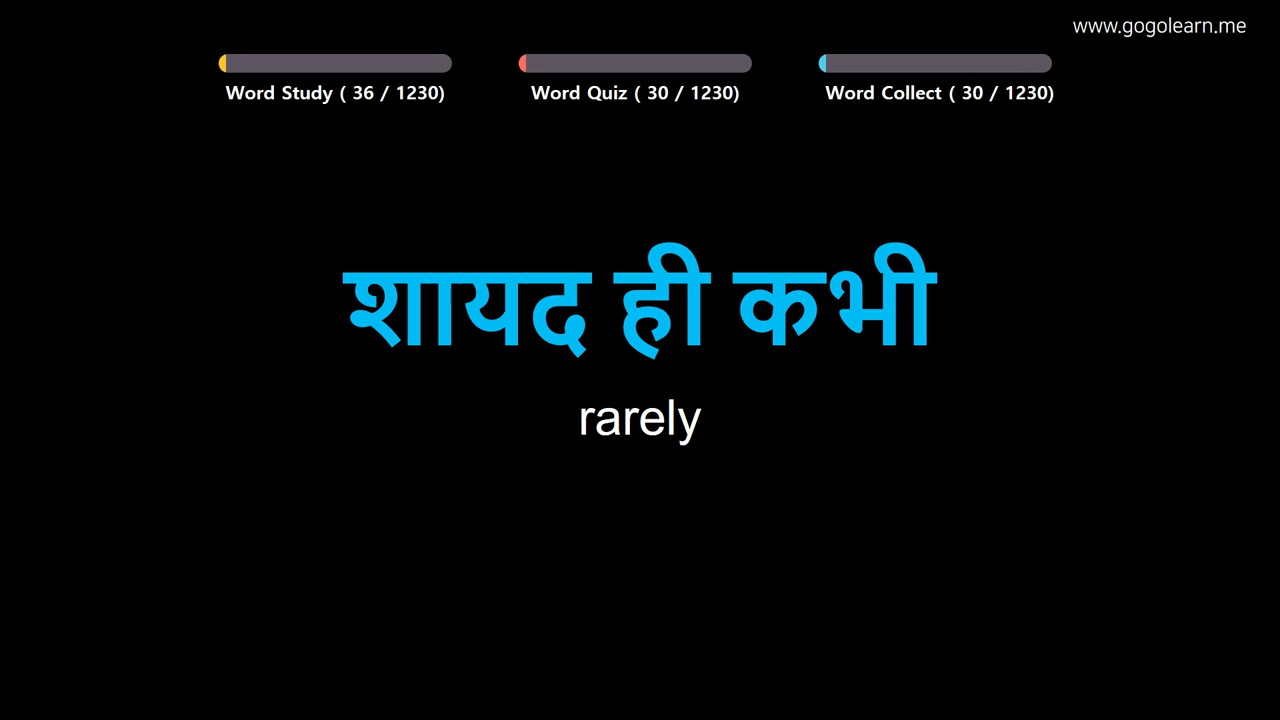 www.gogolearn.me
Word Study ( 36 / 1230)
Word Quiz ( 30 / 1230)
Word Collect ( 30 / 1230)
शायद ही कभी
rarely